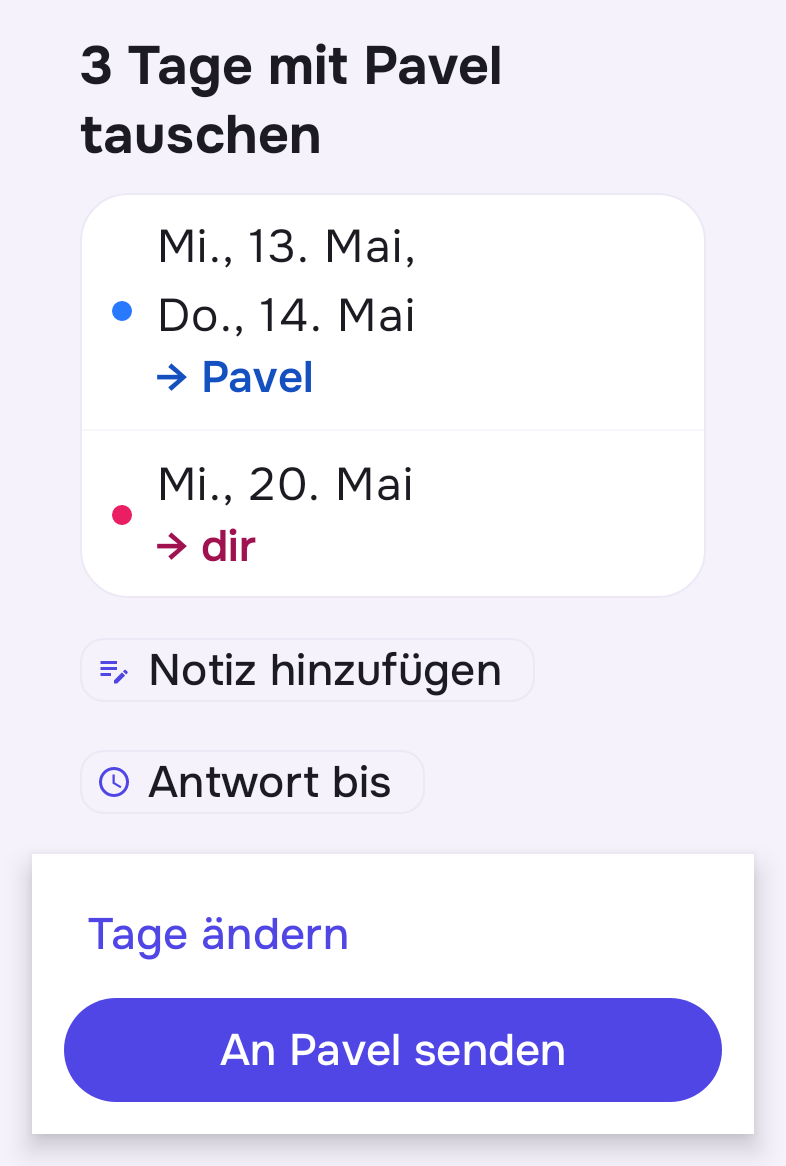 3 Tage mit Pavel
tauschen
Mi., 13. Mai,
Do., 14. Mai
→ Pavel
Mi., 20. Mai
→ dir
Notiz hinzufügen
Antwort bis
Tage ändern
An Pavel senden